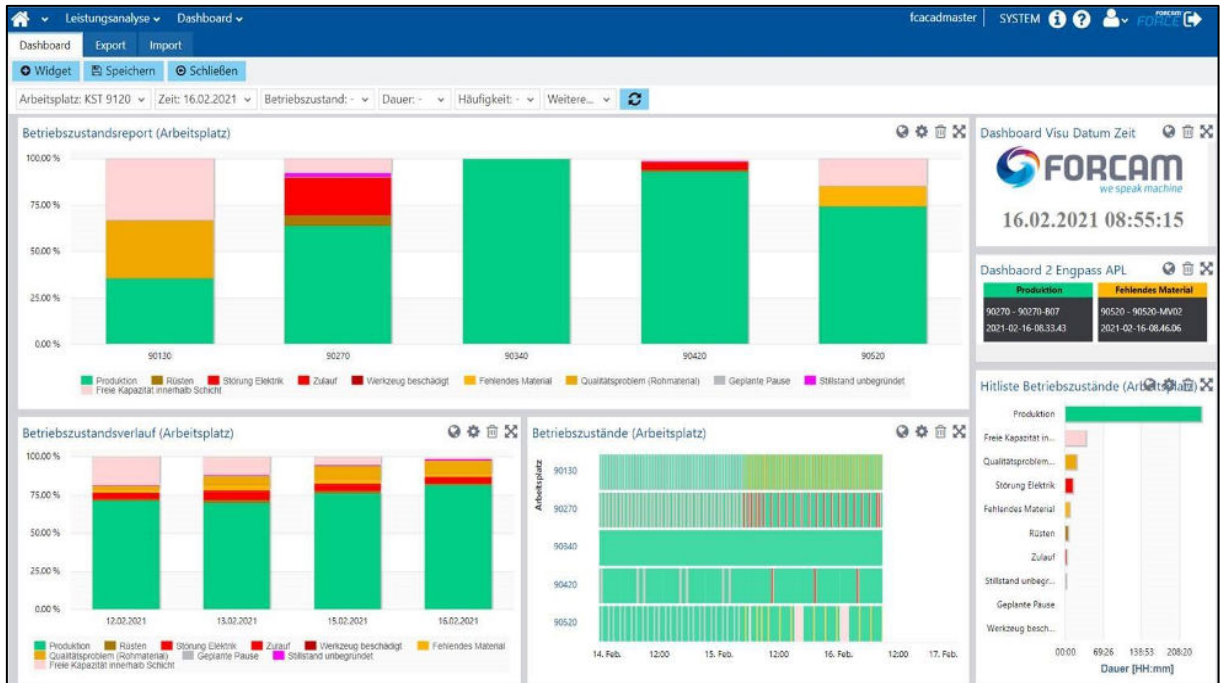 Leistungsanalyse Dashboard
fcacadmaster SYSTEM
FORCAM
FORCE
Dashboard Export Import
Widget Speichern Schließen
Arbeitsplatz: KST 9120 Zeit: 16.02.2021 Betriebszustand: - Dauer: - Häufigkeit: - Weitere...
Betriebszustandsreport (Arbeitsplatz)
100.00 %
75.00 %
50.00 %
25.00 %
0.00 %
90130 90270 90340 90420 90520
Produktion Rüsten Störung Elektrik Zulauf Werkzeug beschädigt Fehlendes Material Qualitätsproblem (Rohmaterial) Geplante Pause Stillstand unbegründet
Freie Kapazität innerhalb Schicht
Dashboard Visu Datum Zeit
FORCAM
we speak machine
16.02.2021 08:55:15
Dashbaord 2 Engpass APL
Produktion Fehlendes Material
90270 - 90270-B07 90520 - 90520-MV02
2021-02-16-08.33.43 2021-02-16-08.46.06
Betriebszustandsverlauf (Arbeitsplatz)
100.00 %
75.00 %
50.00 %
25.00 %
0.00 %
12.02.2021 13.02.2021 15.02.2021 16.02.2021
Produktion Rüsten Störung Elektrik Zulauf Werkzeug beschädigt Fehlendes Material
Qualitätsproblem (Rohmaterial) Geplante Pause Stillstand unbegründet
Freie Kapazität innerhalb Schicht
Betriebszustände (Arbeitsplatz)
Arbeitsplatz
90130
90270
90340
90420
90520
14. Feb. 12:00 15. Feb. 12:00 16. Feb. 12:00 17. Feb.
Hitliste Betriebszustände (Arbeitsplatz)
Produktion
Freie Kapazität in...
Qualitätsproblem...
Störung Elektrik
Fehlendes Material
Rüsten
Zulauf
Stillstand unbegr...
Geplante Pause
Werkzeug besch...
00:00 69:26 138:53 208:20
Dauer [HH:mm]